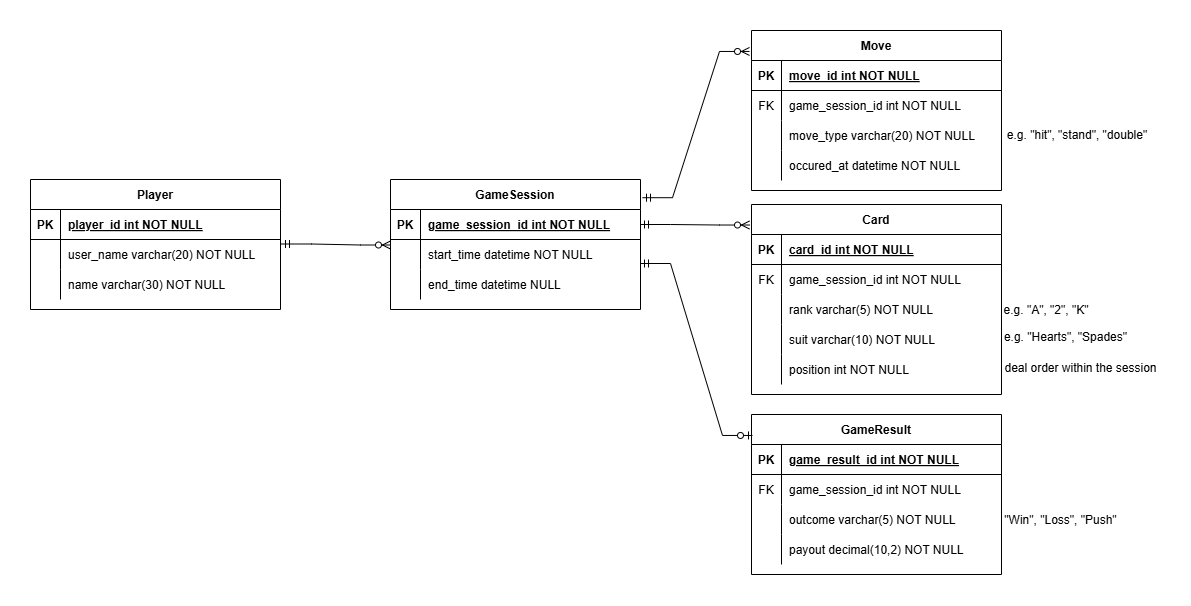 Player
PK player_id int NOT NULL
user_name varchar(20) NOT NULL
name varchar(30) NOT NULL
GameSession
PK game_session_id int NOT NULL
start_time datetime NOT NULL
end_time datetime NULL
Move
PK move_id int NOT NULL
FK game_session_id int NOT NULL
move_type varchar(20) NOT NULL e.g. "hit", "stand", "double"
occured_at datetime NOT NULL
Card
PK card_id int NOT NULL
FK game_session_id int NOT NULL
rank varchar(5) NOT NULL e.g. "A", "2", "K"
suit varchar(10) NOT NULL e.g. "Hearts", "Spades"
position int NOT NULL deal order within the session
GameResult
PK game_result_id int NOT NULL
FK game_session_id int NOT NULL
outcome varchar(5) NOT NULL "Win", "Loss", "Push"
payout decimal(10,2) NOT NULL